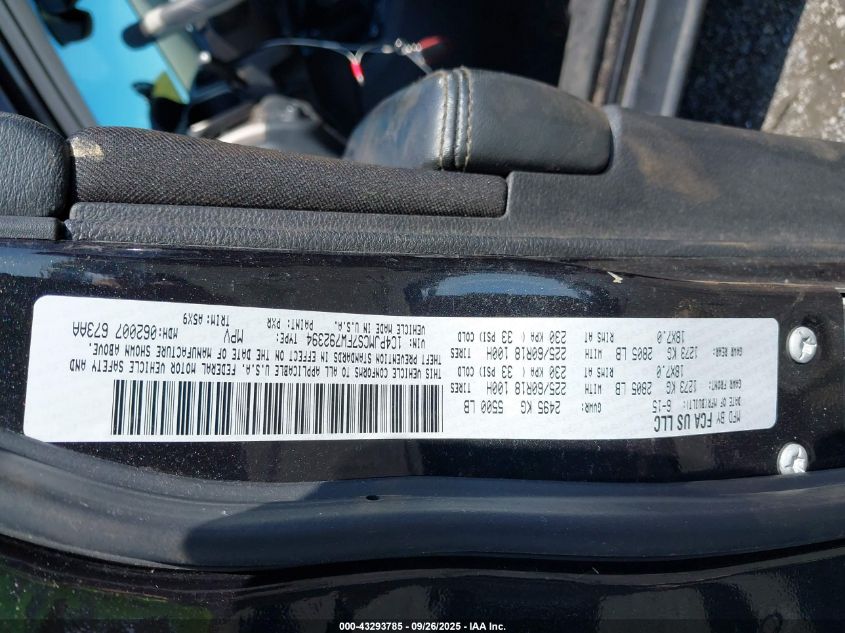 MFD BY FCA US LLC
DATE OF MFR(BUILT): 6-15 GVWR: 2495 KG 5500 LB
GAWR FRONT: 1273 KG 2805 LB WITH 225/60R18 100H TIRES
18X7.0 RIMS AT 230 KPA ( 33 PSI) COLD
GAWR REAR: 1273 KG 2805 LB WITH 225/60R18 100H TIRES
18X7.0 RIMS AT 230 KPA ( 33 PSI) COLD
THIS VEHICLE CONFORMS TO ALL APPLICABLE U.S.A. FEDERAL MOTOR VEHICLE SAFETY AND
THEFT PREVENTION STANDARDS IN EFFECT ON THE DATE OF MANUFACTURE SHOWN ABOVE.
VIN: 1C4PJMCS7FW792394 TYPE: MPV MDH:062007 673AA
VEHICLE MADE IN U.S.A. PAINT: PXR TRIM: A5X9
000-43293785 - 09/26/2025 - IAA Inc.